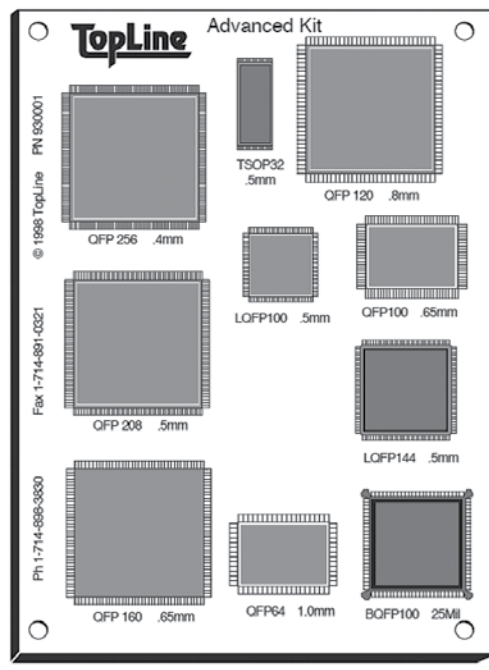 TopLine
Advanced Kit
PN 930001
© 1998 TopLine
Fax 1-714-891-0321
Ph 1-714-898-3830
TSOP32
.5mm
QFP 120 .8mm
QFP 256 .4mm
LQFP100 .5mm
QFP100 .65mm
QFP 208 .5mm
LQFP144 .5mm
QFP 160 .65mm
QFP64 1.0mm
BQFP100 25Mil